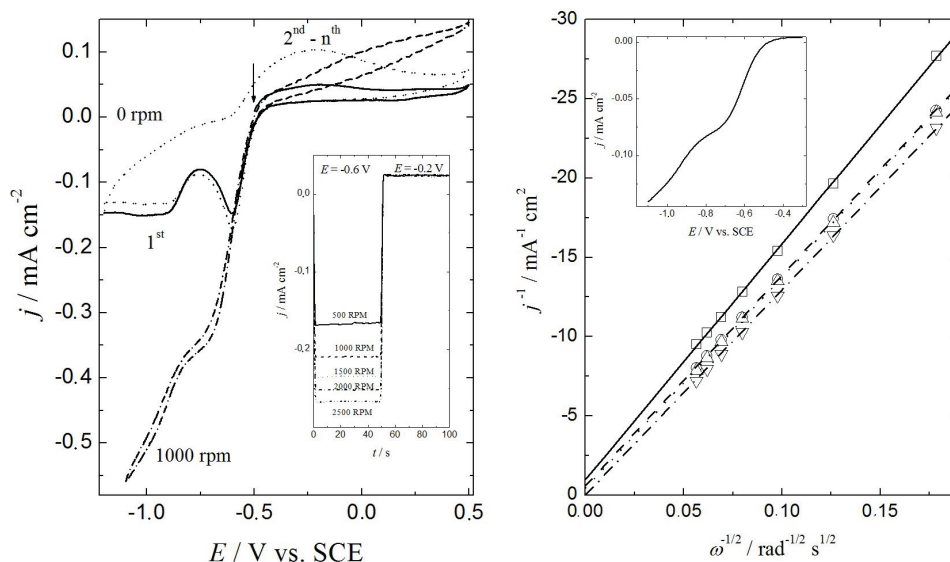 0.1
0.0
-0.1
-0.2
-0.3
-0.4
-0.5
j / mA cm-2
-1.0
-0.5
0.0
0.5
E / V vs. SCE
2nd - nth
0 rpm
1st
1000 rpm
E = -0.6 V
E = -0.2 V
0,0
-0,1
-0,2
j / mA cm-2
500 RPM
1000 RPM
1500 RPM
2000 RPM
2500 RPM
0
20
40
60
80
100
t / s
-30
-25
-20
-15
-10
-5
0
j-1 / mA-1 cm2
0.00
0.05
0.10
0.15
ω-1/2 / rad-1/2 s1/2
0.00
-0.05
-0,10
j / mA cm-2
-1.0
-0.8
-0.6
-0.4
E / V vs. SCE